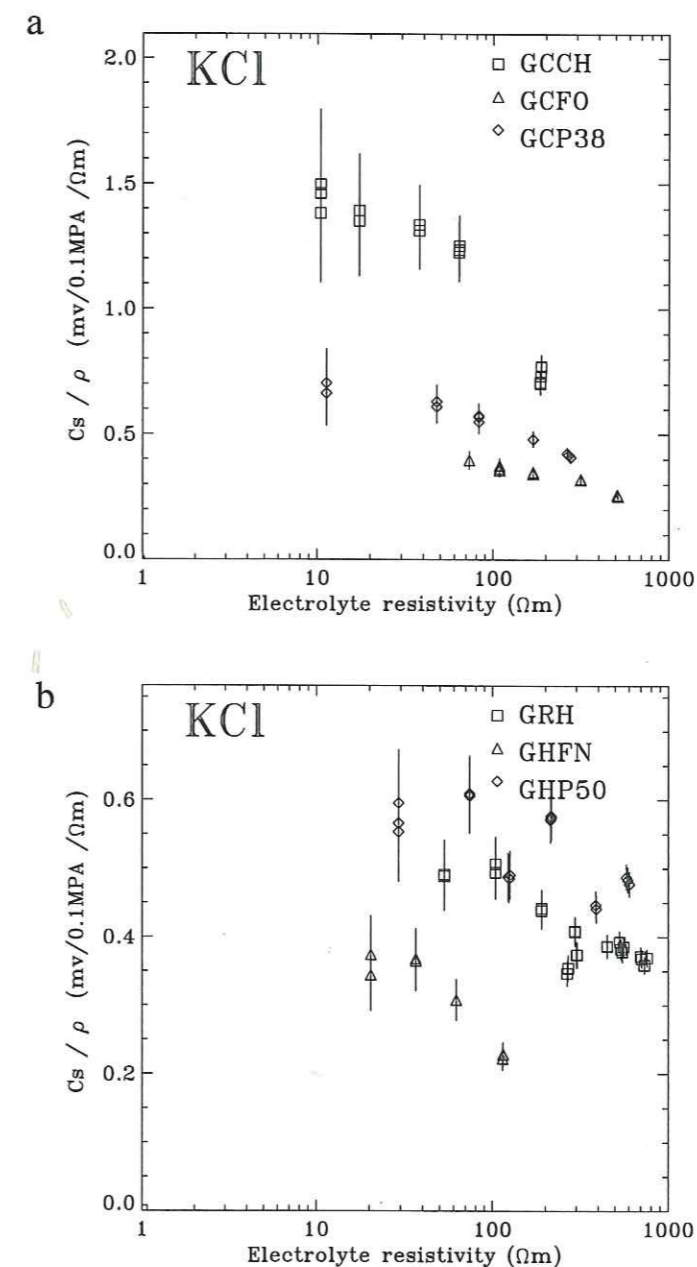 a
KCl
GCCH
GCFO
GCP38
2.0
1.5
1.0
0.5
0.0
Cs / ρ (mv/0.1MPA /Ωm)
1 10 100 1000
Electrolyte resistivity (Ωm)
b
KCl
GRH
GHFN
GHP50
0.6
0.4
0.2
0.0
Cs / ρ (mv/0.1MPA /Ωm)
1 10 100 1000
Electrolyte resistivity (Ωm)